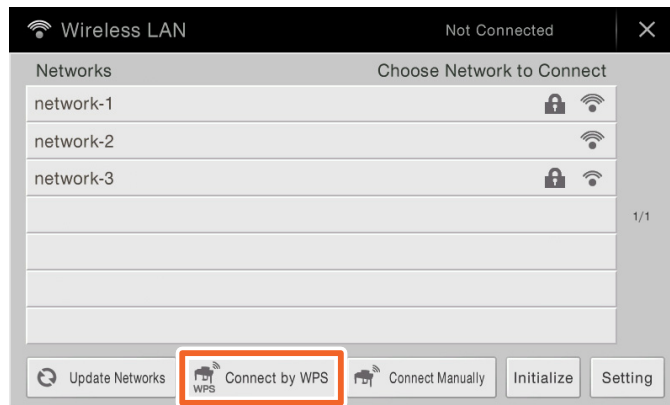 Wireless LAN Not Connected
Networks Choose Network to Connect
network-1
network-2
network-3
1/1
Update Networks WPS Connect by WPS Connect Manually Initialize Setting